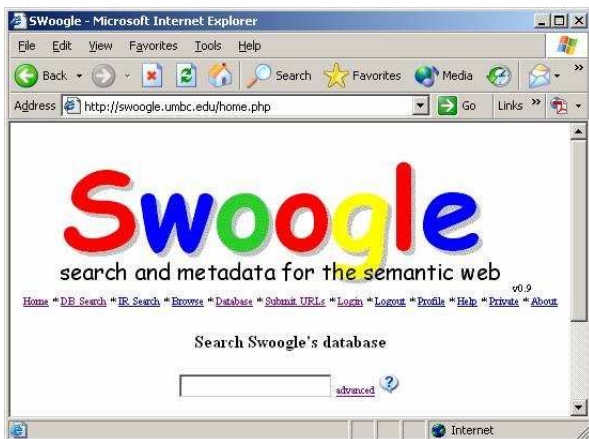 SWoogle - Microsoft Internet Explorer
File Edit View Favorites Tools Help
Back Search Favorites Media »
Address http://swoogle.umbc.edu/home.php Go Links »
Swoogle
search and metadata for the semantic web
v0.9
Home * DB Search * IR Search * Browse * Database * Submit URLs * Login * Logout * Profile * Help * Private * About
Search Swoogle's database
advanced ?
Internet